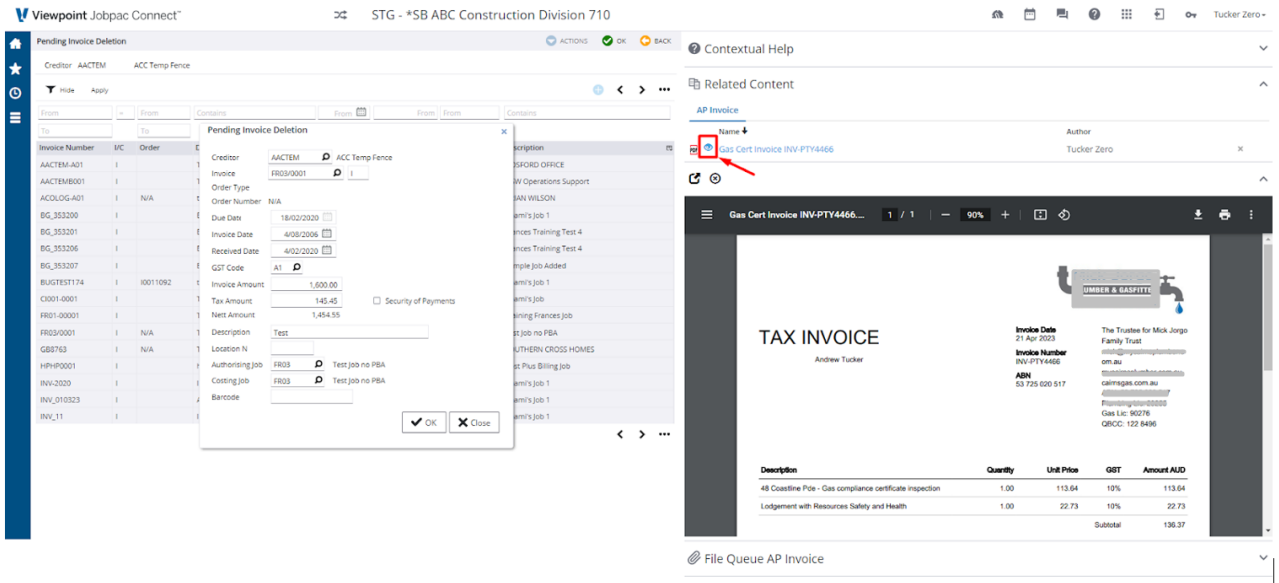 Viewpoint Jobpac Connect™
STG - *SB ABC Construction Division 710
Tucker Zero
Pending Invoice Deletion
ACTIONS OK BACK
Creditor AACTEM ACC Temp Fence
Hide Apply
From = From Contains From From From Contains
To To
Invoice Number I/C Order
scription
AACTEM-A01 I
OSFORD OFFICE
AACTEMB001 I
W Operations Support
ACOLOG-A01 I N/A
IAN WILSON
BG_353200 I
ami's Job 1
BG_353201 I
ances Training Test 4
BG_353206 I
ances Training Test 4
BG_353207 I
mple Job Added
BUGTEST174 I I0011092
ami's Job 1
CI001-0001 I
ami's Job
FR01-00001 I
aining Frances Job
FR03/0001 I N/A
st Job no PBA
GB8763 I N/A
UTHERN CROSS HOMES
HPHP0001 I
st Plus Billing Job
INV-2020 I
ami's Job 1
INV_010323 I
ami's Job 1
INV_11 I
ami's Job 1
Pending Invoice Deletion x
Creditor AACTEM ACC Temp Fence
Invoice FR03/0001 I
Order Type
Order Number N/A
Due Date 18/02/2020
Invoice Date 4/08/2006
Received Date 4/02/2020
GST Code A1
Invoice Amount 1,600.00
Tax Amount 145.45 Security of Payments
Nett Amount 1,454.55
Description Test
Location N
Authorising Job FR03 Test Job no PBA
Costing Job FR03 Test Job no PBA
Barcode
OK Close
Contextual Help
Related Content
AP Invoice
Name Author
PDF Gas Cert Invoice INV-PTY4466 Tucker Zero x
Gas Cert Invoice INV-PTY4466.... 1 / 1 90%
UMBER & GASFITTE
TAX INVOICE
Andrew Tucker
Invoice Date
21 Apr 2023
Invoice Number
INV-PTY4466
ABN
53 725 020 517
The Trustee for Mick Jorgo
Family Trust
om.au
cairnsgas.com.au
Gas Lic: 90276
QBCC: 122 8496
Description Quantity Unit Price GST Amount AUD
48 Coastline Pde - Gas compliance certificate inspection 1.00 113.64 10% 113.64
Lodgement with Resources Safety and Health 1.00 22.73 10% 22.73
Subtotal 136.37
File Queue AP Invoice